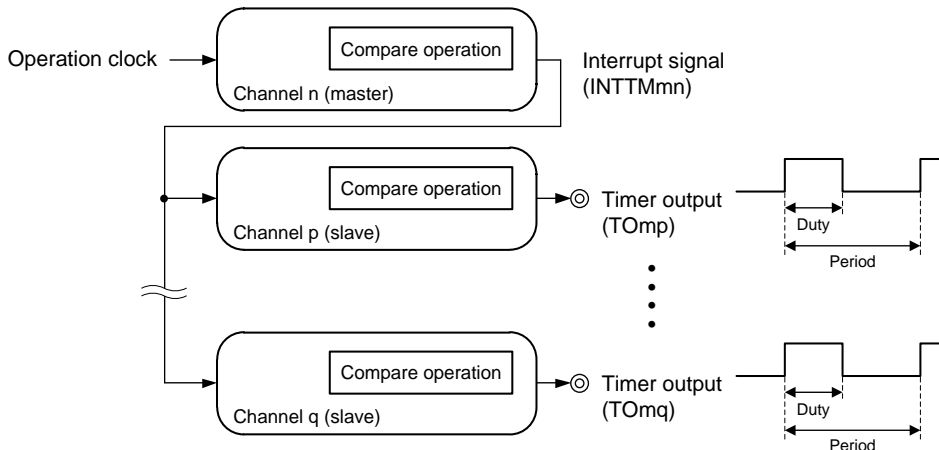 Operation clock
Compare operation
Channel n (master)
Interrupt signal
(INTTMmn)
Compare operation
Channel p (slave)
Timer output
(TOmp)
Duty
Period
Compare operation
Channel q (slave)
Timer output
(TOmq)
Duty
Period